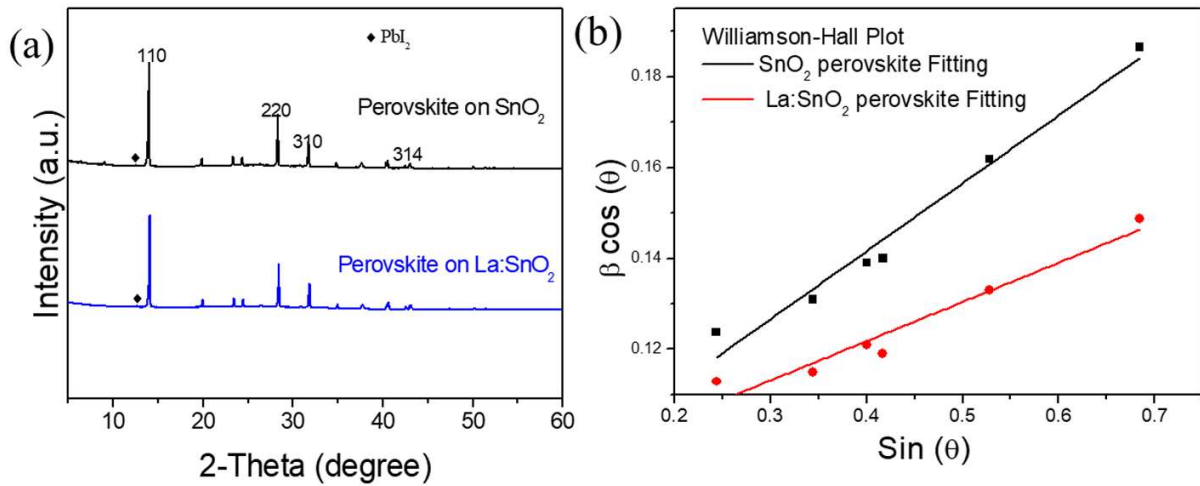 (a)
◆ PbI₂
110
Perovskite on SnO₂
220
310
314
Perovskite on La:SnO₂
Intensity (a.u.)
10 20 30 40 50 60
2-Theta (degree)
(b)
Williamson-Hall Plot
SnO₂ perovskite Fitting
La:SnO₂ perovskite Fitting
0.18
0.16
0.14
0.12
β cos (θ)
0.2 0.3 0.4 0.5 0.6 0.7
Sin (θ)